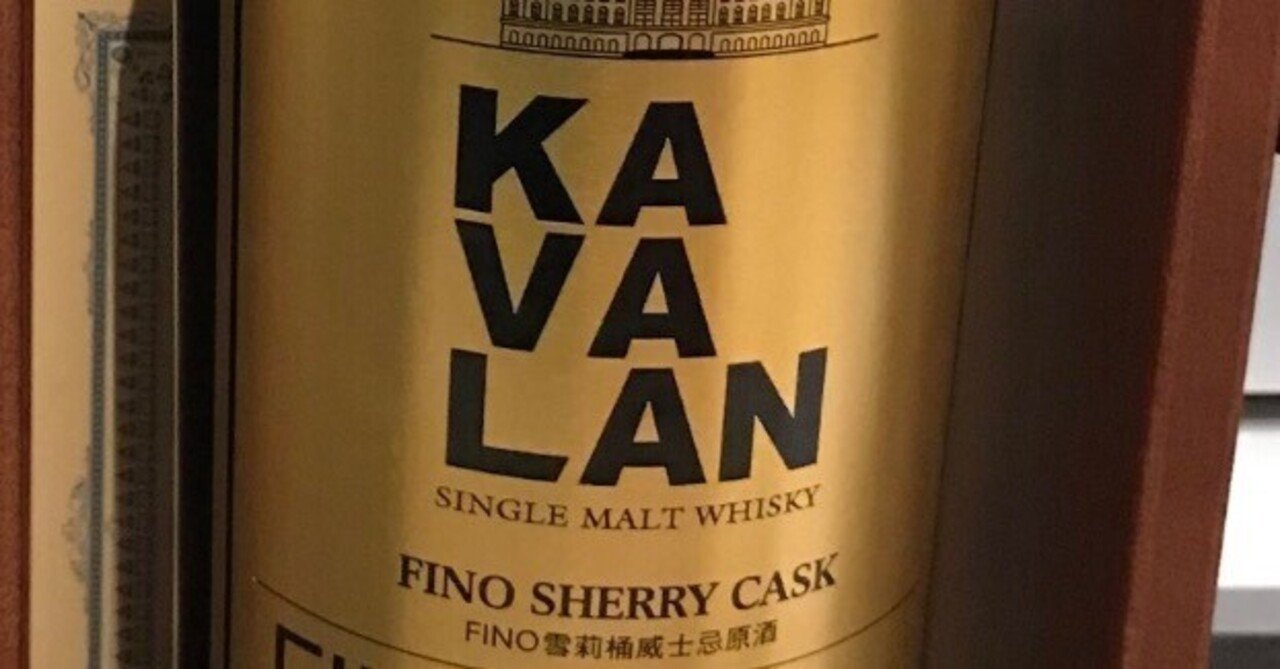 KA
VA
LAN
SINGLE MALT WHISKY
FINO SHERRY CASK
FINO雪莉桶威士忌原酒